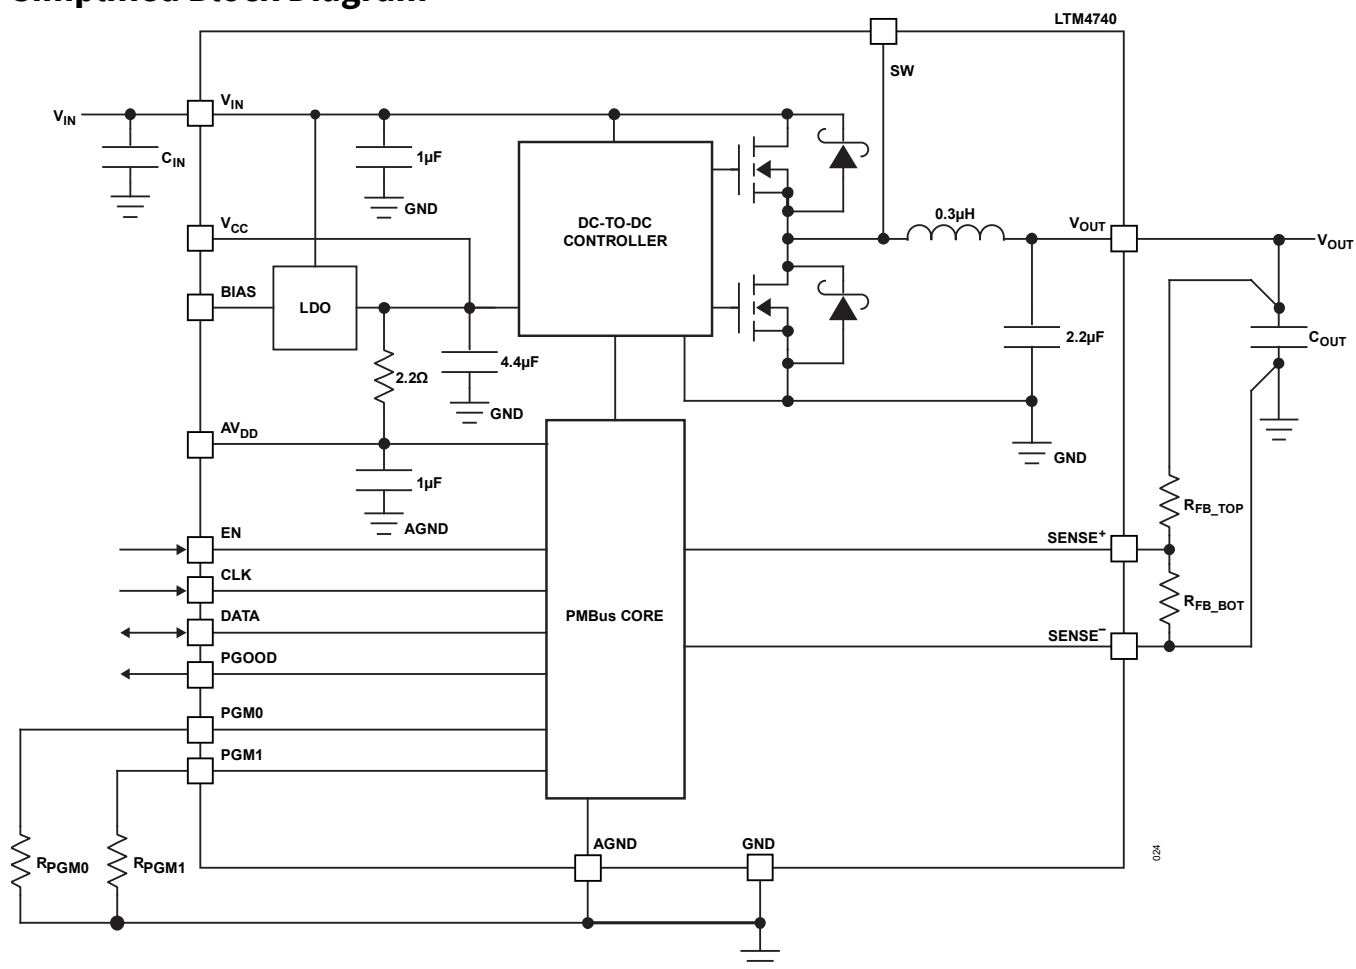 Simplified Block Diagram
LTM4740
SW
VIN
VIN
CIN
1µF
GND
VCC
DC-TO-DC
CONTROLLER
0.3µH
VOUT
VOUT
BIAS
LDO
2.2Ω
4.4µF
GND
2.2µF
COUT
AVDD
GND
1µF
AGND
RFB_TOP
EN
SENSE+
CLK
DATA
PMBus CORE
RFB_BOT
SENSE−
PGOOD
PGM0
PGM1
RPGM0
RPGM1
AGND
GND
024